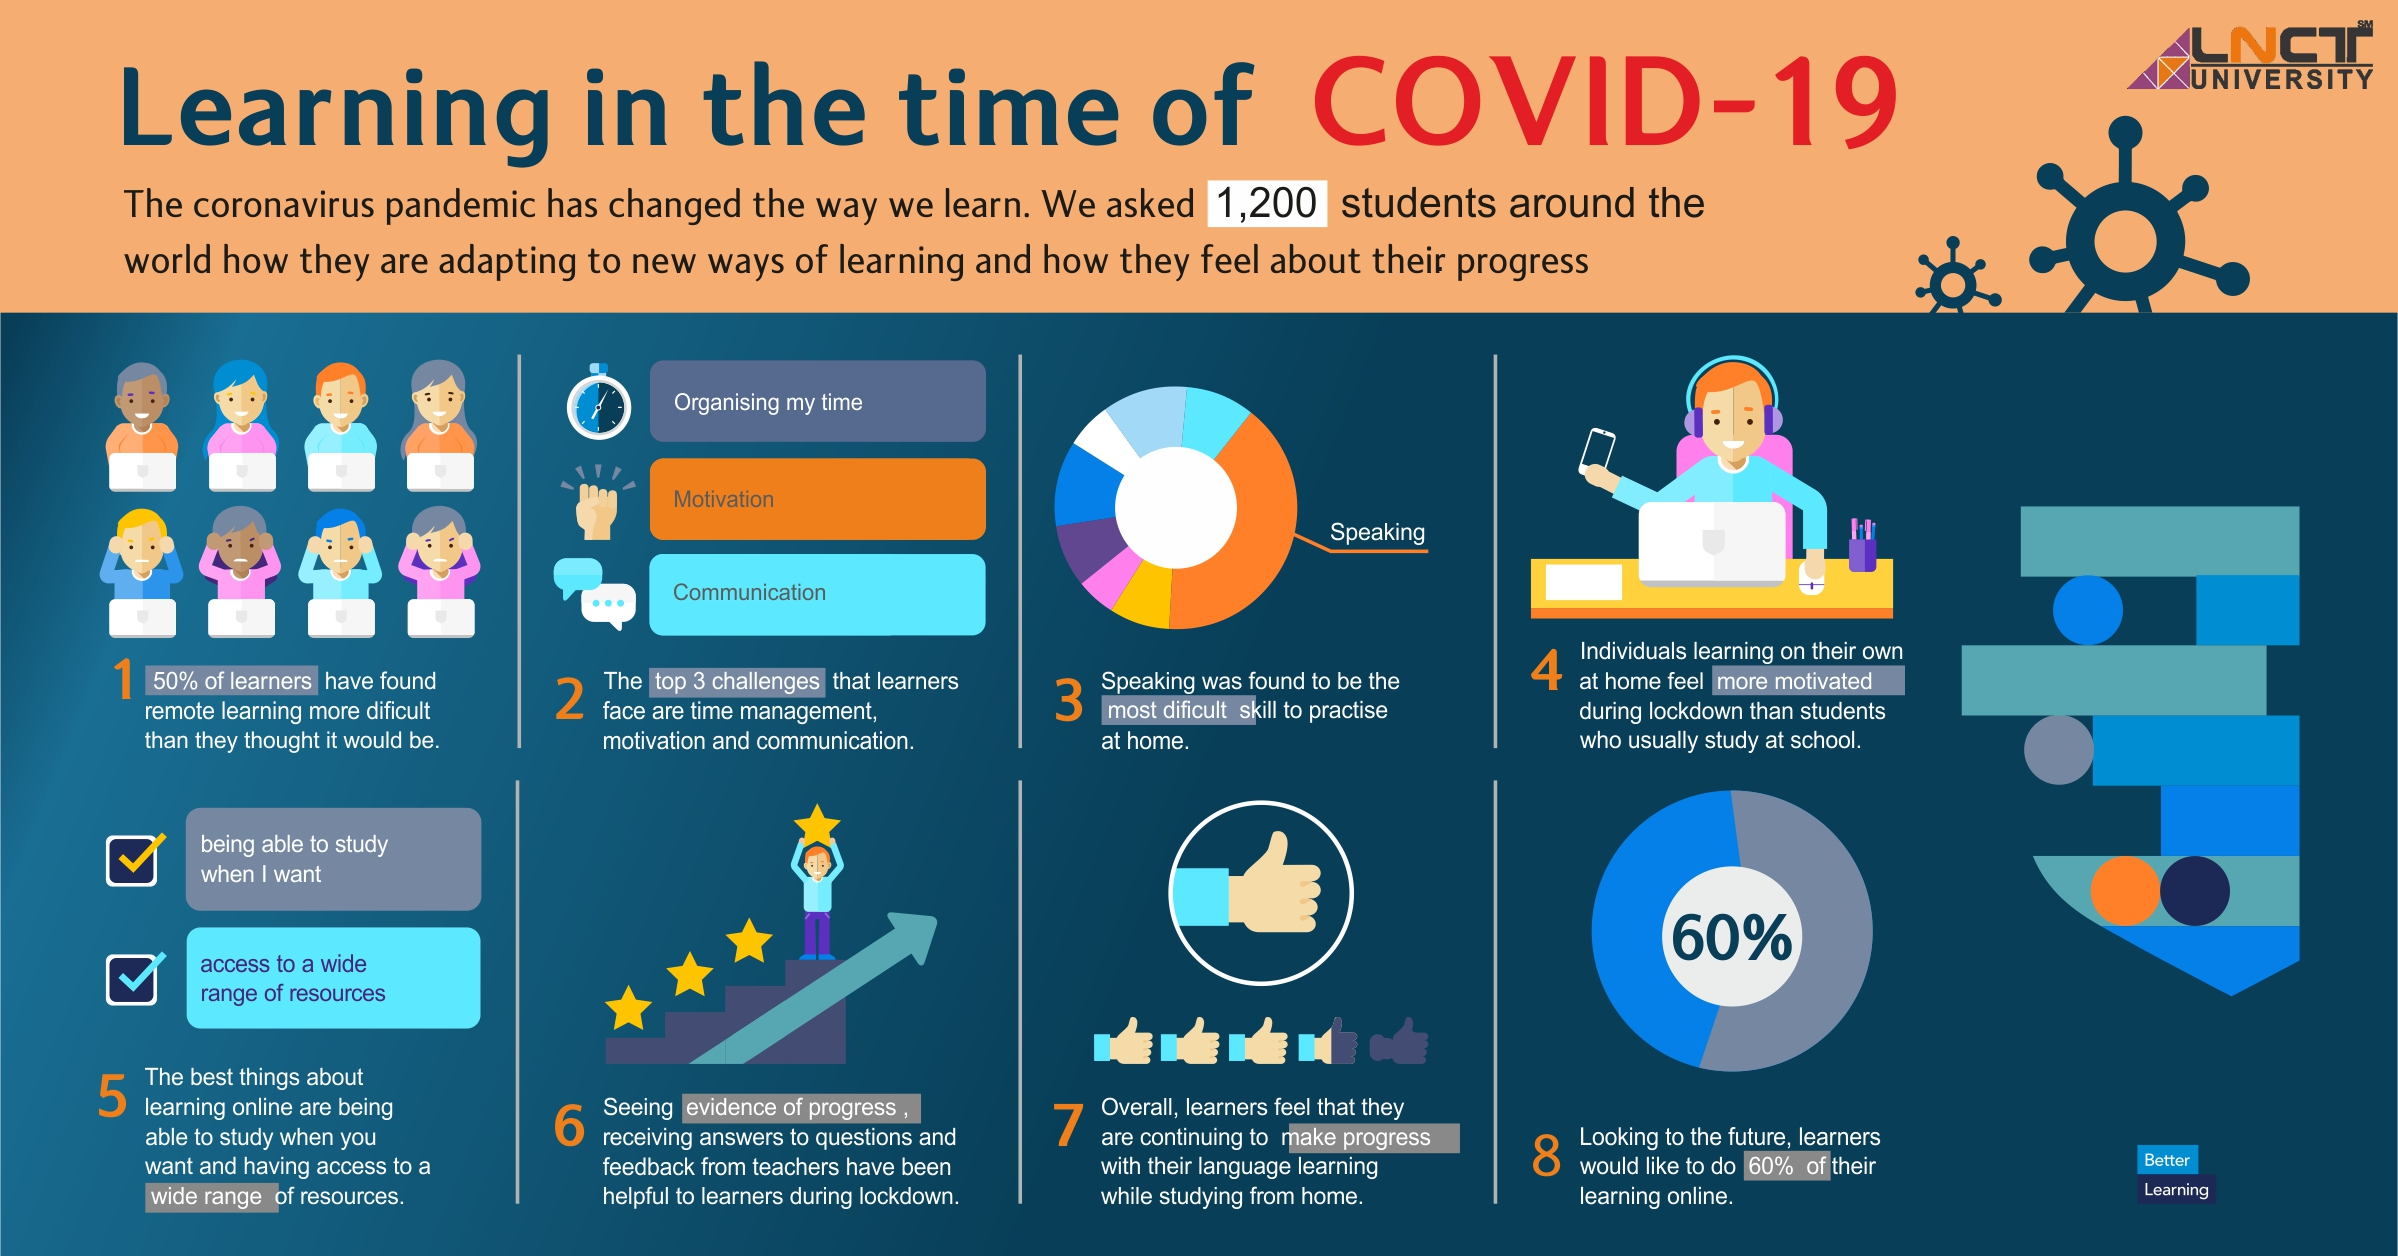 LNCT SM
UNIVERSITY
Learning in the time of COVID-19
The coronavirus pandemic has changed the way we learn. We asked 1,200 students around the
world how they are adapting to new ways of learning and how they feel about their progress
Organising my time
Motivation
Communication
Speaking
1 50% of learners have found
remote learning more dificult
than they thought it would be.
2 The top 3 challenges that learners
face are time management,
motivation and communication.
3 Speaking was found to be the
most dificult skill to practise
at home.
4 Individuals learning on their own
at home feel more motivated
during lockdown than students
who usually study at school.
being able to study
when I want
access to a wide
range of resources
60%
5 The best things about
learning online are being
able to study when you
want and having access to a
wide range of resources.
6 Seeing evidence of progress ,
receiving answers to questions and
feedback from teachers have been
helpful to learners during lockdown.
7 Overall, learners feel that they
are continuing to make progress
with their language learning
while studying from home.
8 Looking to the future, learners
would like to do 60% of their
learning online.
Better
Learning